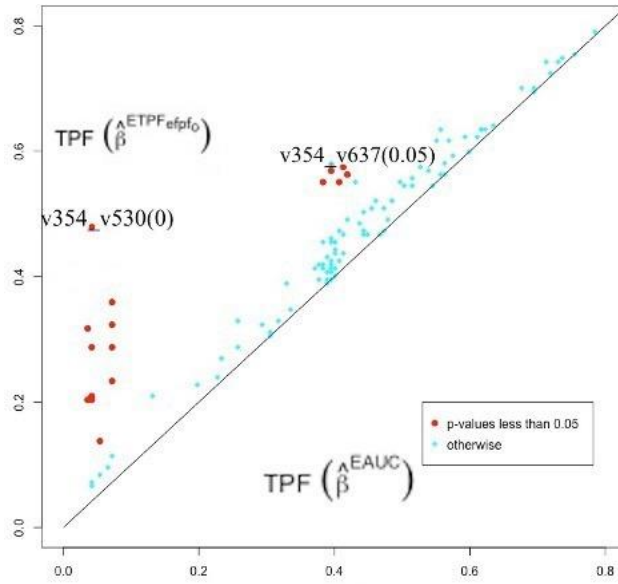 0.8
0.6
0.4
0.2
0.0
TPF (β̂^ETPF_efpf₀)
v354_v637(0.05)
v354_v530(0)
p-values less than 0.05
otherwise
TPF (β̂^EAUC)
0.0 0.2 0.4 0.6 0.8